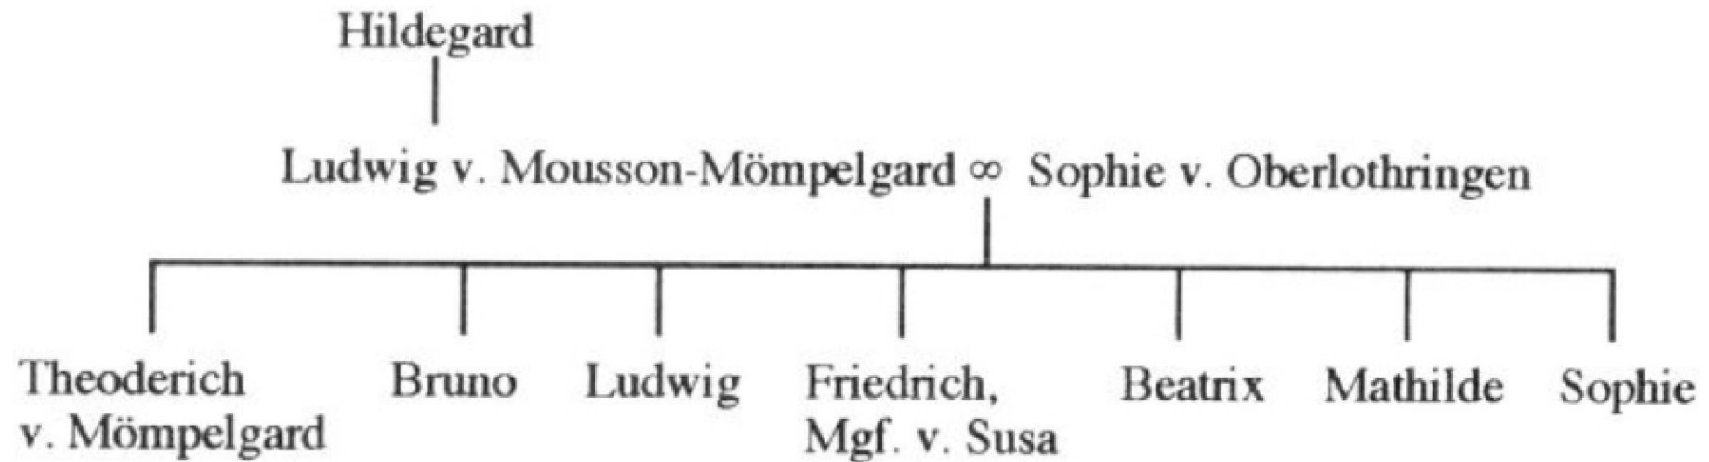 Hildegard
Ludwig v. Mousson-Mömpelgard ∞ Sophie v. Oberlothringen
Theoderich v. Mömpelgard
Bruno
Ludwig
Friedrich, Mgf. v. Susa
Beatrix
Mathilde
Sophie